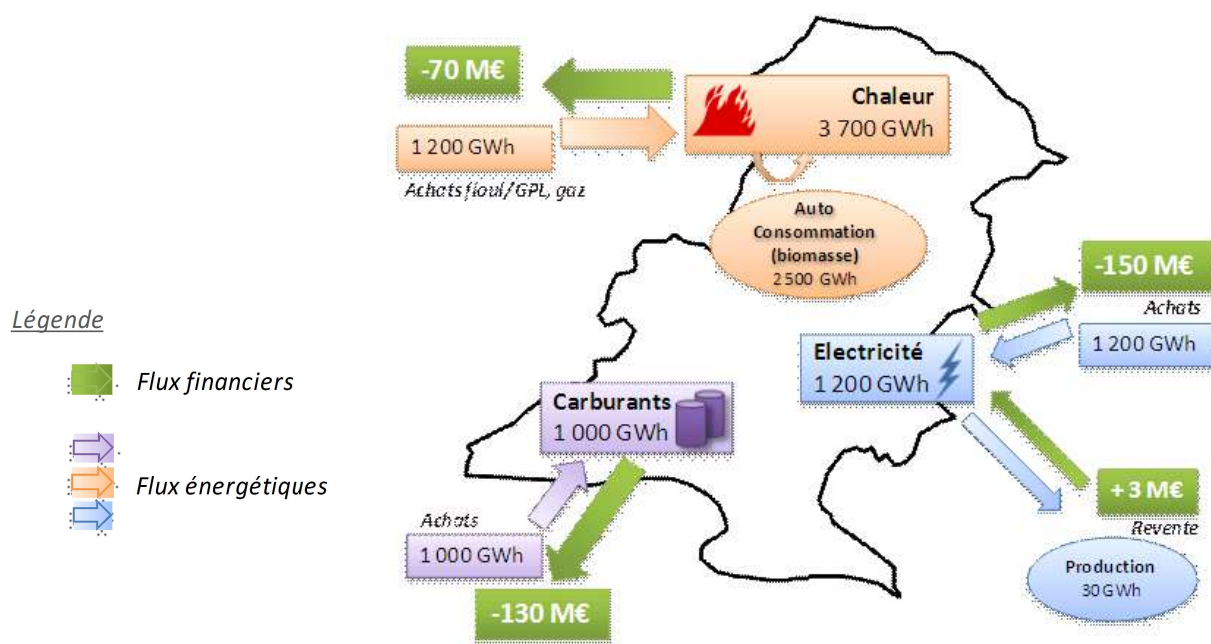 -70 M€
1 200 GWh
Achats fioul/GPL, gaz
Chaleur
3 700 GWh
Auto
Consommation
(biomasse)
2500 GWh
-150 M€
Achats
1 200 GWh
Electricité
1 200 GWh
Légende
Flux financiers
Flux énergétiques
Carburants
1 000 GWh
Achats
1 000 GWh
-130 M€
+ 3 M€
Revente
Production
30 GWh